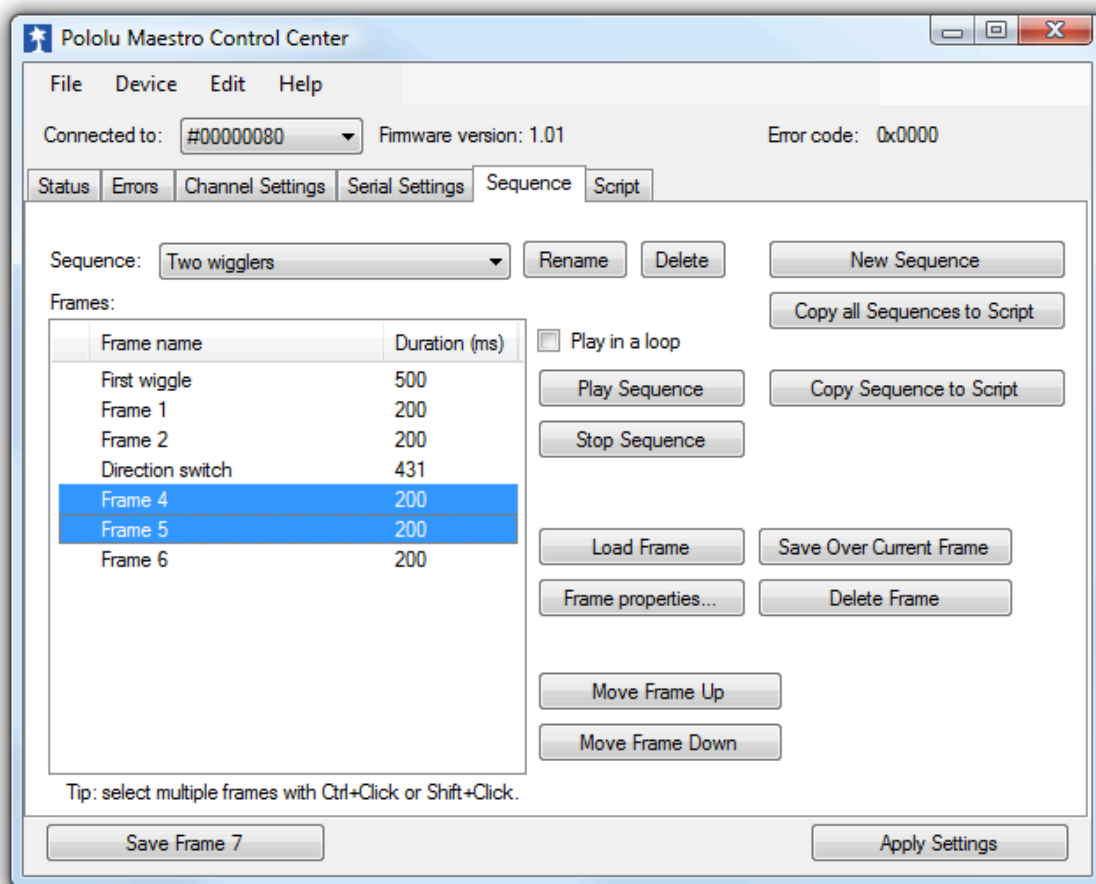 Pololu Maestro Control Center
File Device Edit Help
Connected to: #00000080 Firmware version: 1.01 Error code: 0x0000
Status Errors Channel Settings Serial Settings Sequence Script
Sequence: Two wigglers Rename Delete New Sequence
Frames:
Copy all Sequences to Script
Frame name Duration (ms)
Play in a loop
First wiggle 500
Play Sequence Copy Sequence to Script
Frame 1 200
Frame 2 200
Stop Sequence
Direction switch 431
Frame 4 200
Frame 5 200
Load Frame Save Over Current Frame
Frame 6 200
Frame properties... Delete Frame
Move Frame Up
Move Frame Down
Tip: select multiple frames with Ctrl+Click or Shift+Click.
Save Frame 7 Apply Settings